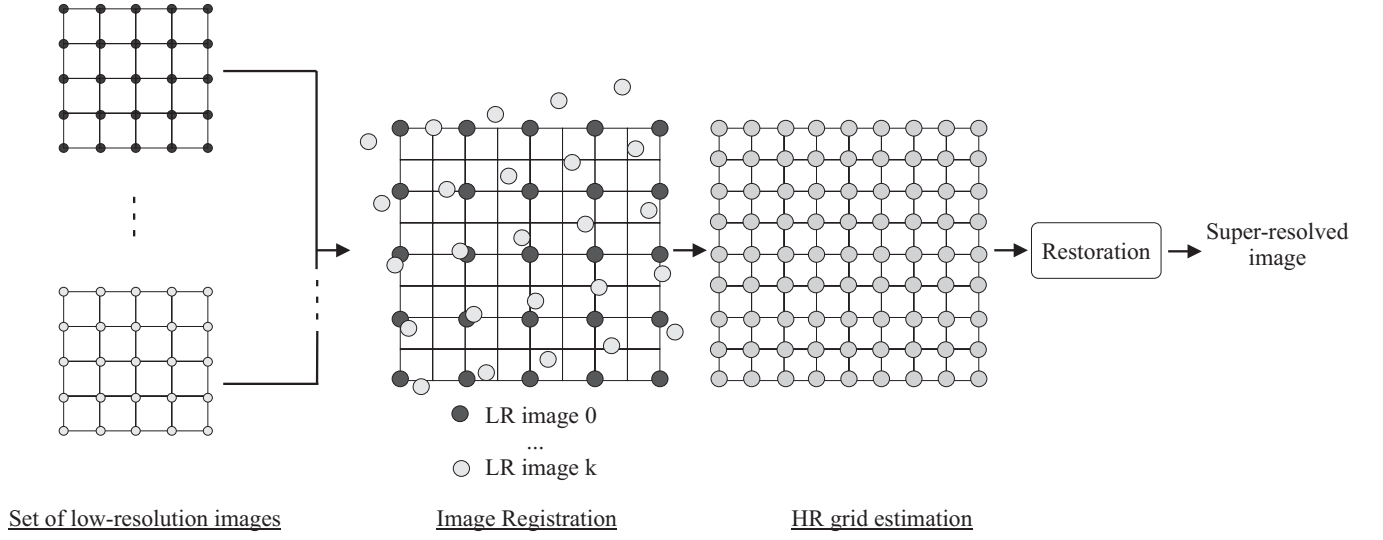 Restoration
Super-resolved
image
LR image 0
...
LR image k
Set of low-resolution images
Image Registration
HR grid estimation